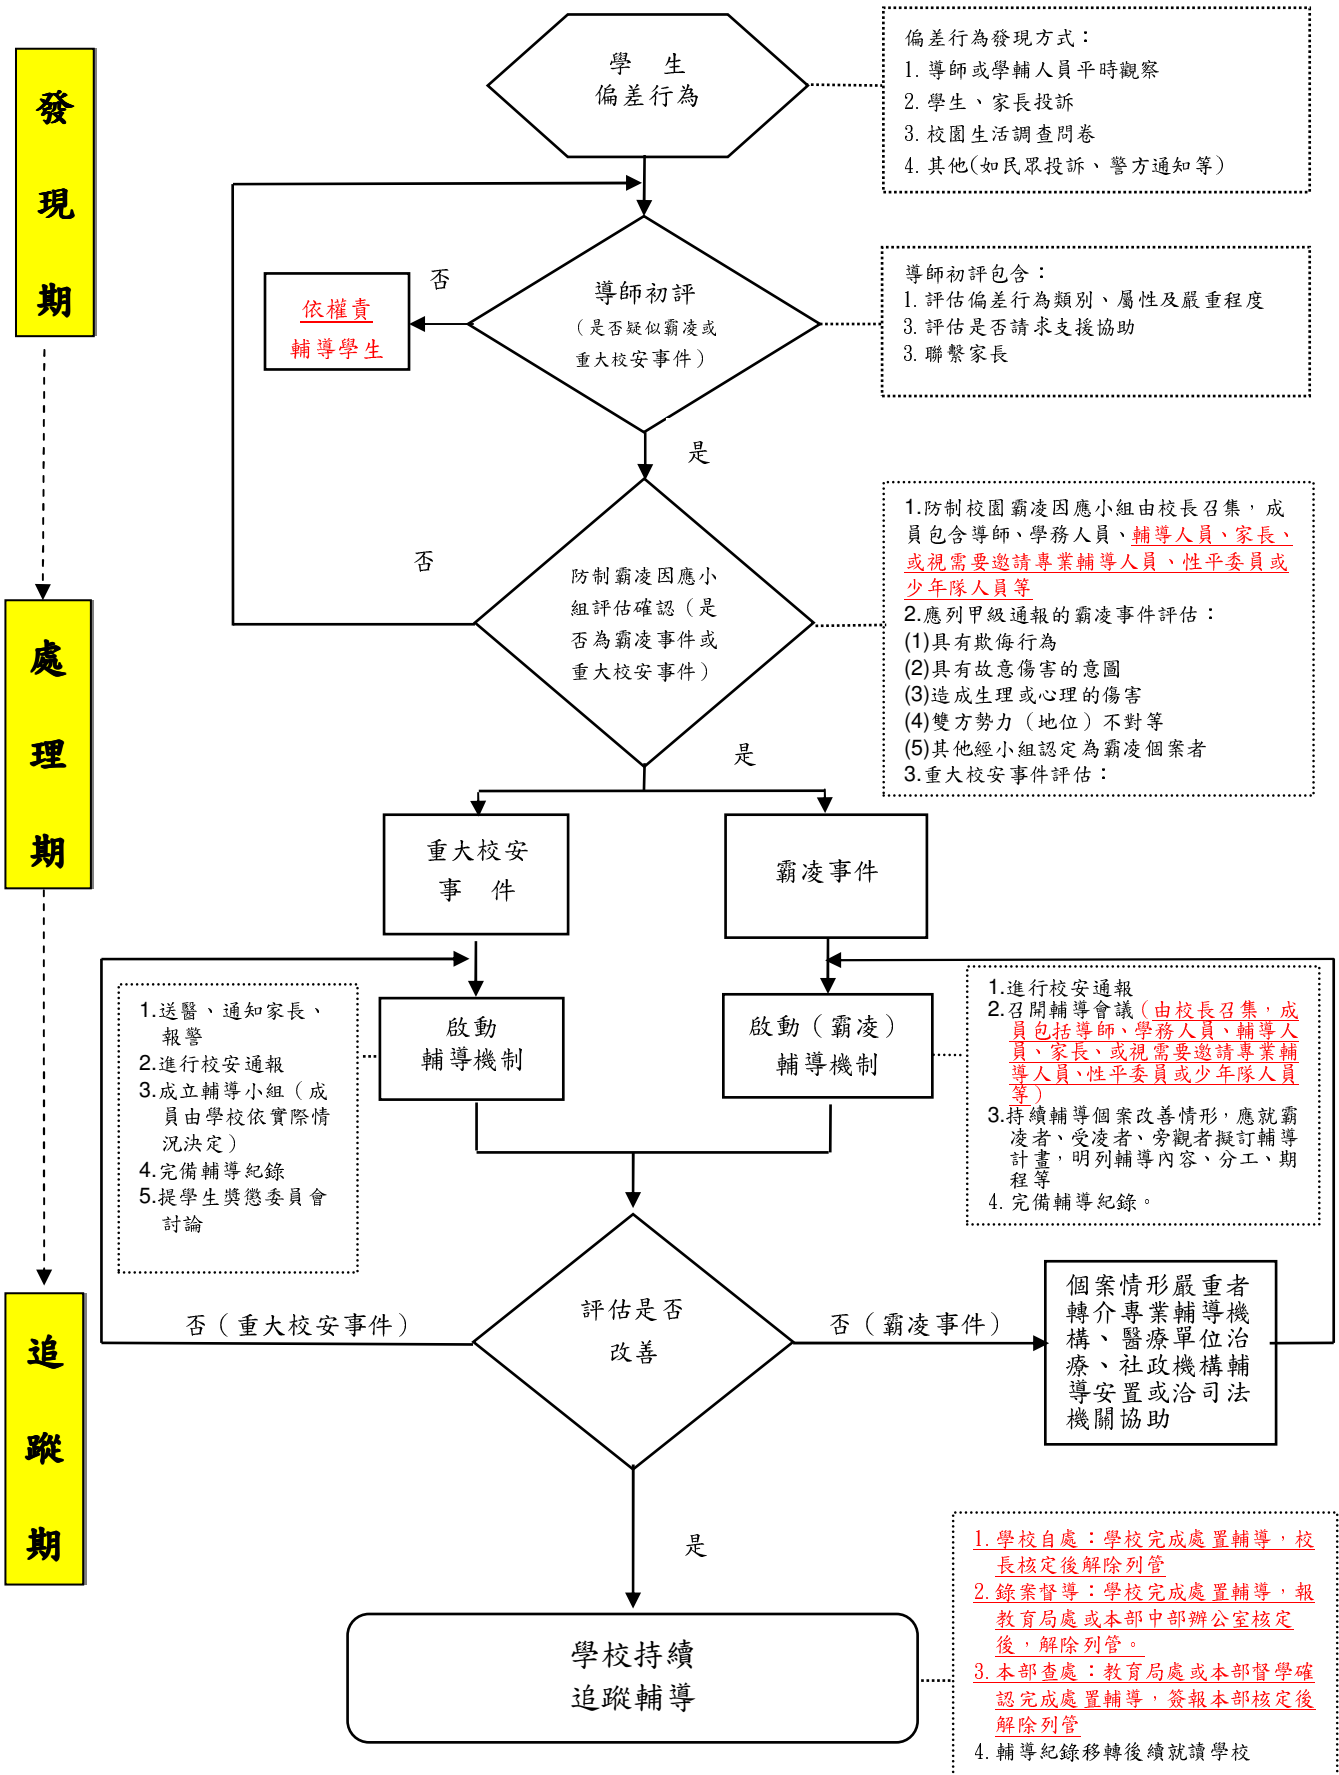 發
現
期
學　生
偏差行為
偏差行為發現方式：
1. 導師或學輔人員平時觀察
2. 學生、家長投訴
3. 校園生活調查問卷
4. 其他(如民眾投訴、警方通知等)
否
依權責
輔導學生
導師初評
（是否疑似霸凌或
重大校安事件）
導師初評包含：
1. 評估偏差行為類別、屬性及嚴重程度
3. 評估是否請求支援協助
3. 聯繫家長
是
處
理
期
否
防制霸凌因應小
組評估確認（是
否為霸凌事件或
重大校安事件）
1.防制校園霸凌因應小組由校長召集，成
員包含導師、學務人員、輔導人員、家長、
或視需要邀請專業輔導人員、性平委員或
少年隊人員等
2.應列甲級通報的霸凌事件評估：
(1)具有欺侮行為
(2)具有故意傷害的意圖
(3)造成生理或心理的傷害
(4)雙方勢力（地位）不對等
(5)其他經小組認定為霸凌個案者
3.重大校安事件評估：
是
重大校安
事　件
霸凌事件
1.送醫、通知家長、
報警
2.進行校安通報
3.成立輔導小組（成
員由學校依實際情
況決定）
4.完備輔導紀錄
5.提學生獎懲委員會
討論
啟動
輔導機制
啟動（霸凌）
輔導機制
1.進行校安通報
2.召開輔導會議（由校長召集，成
員包括導師、學務人員、輔導人
員、家長、或視需要邀請專業輔
導人員、性平委員或少年隊人員
等）
3.持續輔導個案改善情形，應就霸
凌者、受凌者、旁觀者擬訂輔導
計畫，明列輔導內容、分工、期
程等
4. 完備輔導紀錄。
追
蹤
期
否（重大校安事件）
評估是否
改善
否（霸凌事件）
個案情形嚴重者
轉介專業輔導機
構、醫療單位治
療、社政機構輔
導安置或洽司法
機關協助
是
學校持續
追蹤輔導
1. 學校自處：學校完成處置輔導，校
長核定後解除列管
2. 錄案督導：學校完成處置輔導，報
教育局處或本部中部辦公室核定
後，解除列管。
3. 本部查處：教育局處或本部督學確
認完成處置輔導，簽報本部核定後
解除列管
4. 輔導紀錄移轉後續就讀學校